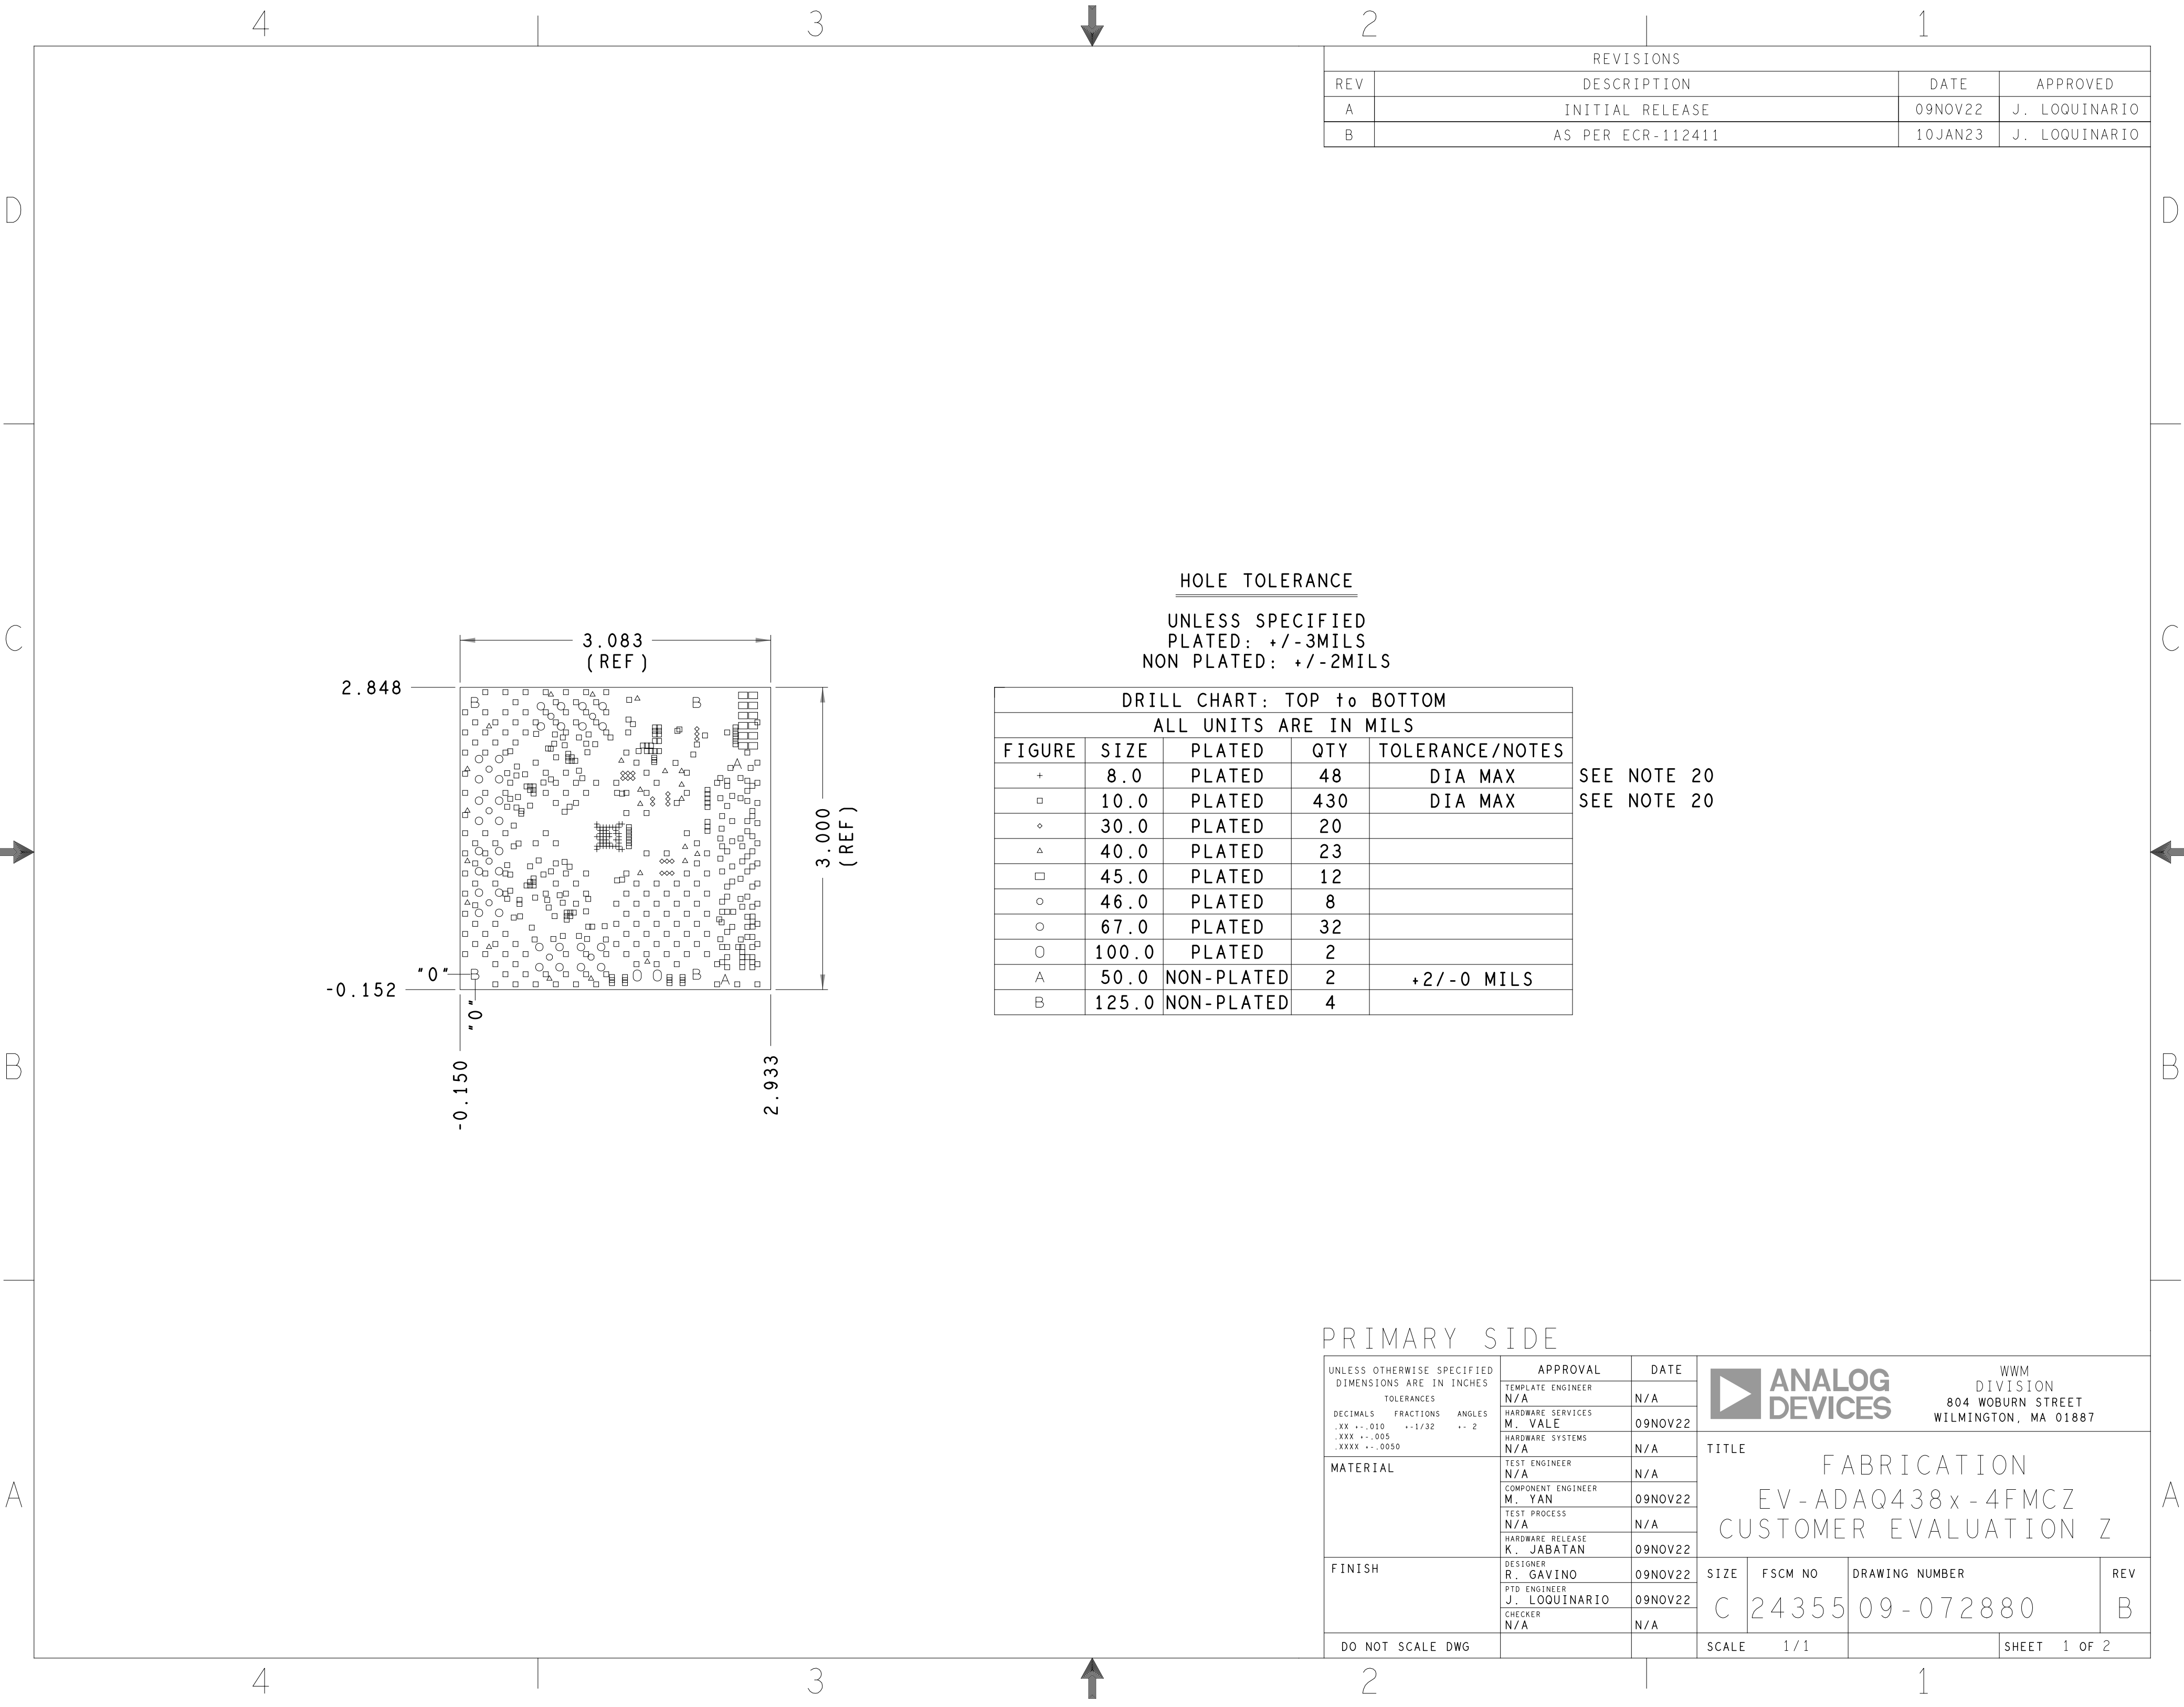 4 3 2 1
REVISIONS
REV DESCRIPTION DATE APPROVED
A INITIAL RELEASE 09NOV22 J. LOQUINARIO
B AS PER ECR-112411 10JAN23 J. LOQUINARIO
D D
C C
HOLE TOLERANCE
UNLESS SPECIFIED
PLATED: +/-3MILS
NON PLATED: +/-2MILS
3.083
(REF)
2.848
B B
A
3.000
(REF)
"0" B B A
-0.152
"0"
-0.150
2.933
DRILL CHART: TOP to BOTTOM
ALL UNITS ARE IN MILS
FIGURE SIZE PLATED QTY TOLERANCE/NOTES
+ 8.0 PLATED 48 DIA MAX SEE NOTE 20
10.0 PLATED 430 DIA MAX SEE NOTE 20
30.0 PLATED 20
40.0 PLATED 23
45.0 PLATED 12
46.0 PLATED 8
67.0 PLATED 32
100.0 PLATED 2
A 50.0 NON-PLATED 2 +2/-0 MILS
B 125.0 NON-PLATED 4
B B
PRIMARY SIDE
UNLESS OTHERWISE SPECIFIED
DIMENSIONS ARE IN INCHES
TOLERANCES
DECIMALS FRACTIONS ANGLES
.XX +-.010 +-1/32 +- 2
.XXX +-.005
.XXXX +-.0050
MATERIAL
FINISH
DO NOT SCALE DWG
APPROVAL DATE
TEMPLATE ENGINEER
N/A N/A
HARDWARE SERVICES
M. VALE 09NOV22
HARDWARE SYSTEMS
N/A N/A
TEST ENGINEER
N/A N/A
COMPONENT ENGINEER
M. YAN 09NOV22
TEST PROCESS
N/A N/A
HARDWARE RELEASE
K. JABATAN 09NOV22
DESIGNER
R. GAVINO 09NOV22
PTD ENGINEER
J. LOQUINARIO 09NOV22
CHECKER
N/A N/A
ANALOG
DEVICES
WWM
DIVISION
804 WOBURN STREET
WILMINGTON, MA 01887
TITLE
FABRICATION
EV-ADAQ438x-4FMCZ
CUSTOMER EVALUATION Z
SIZE FSCM NO DRAWING NUMBER REV
C 24355 09-072880 B
SCALE 1/1 SHEET 1 OF 2
A A
4 3 2 1